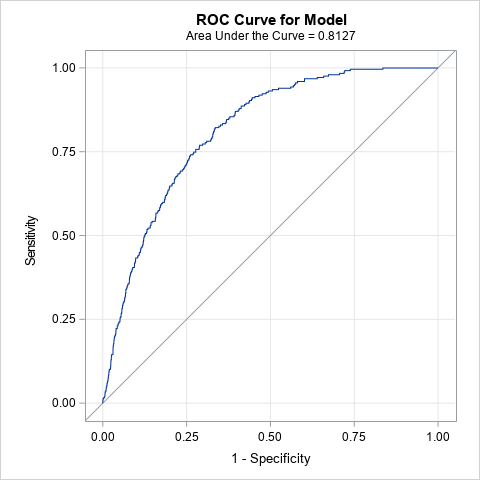 ROC Curve for Model
Area Under the Curve = 0.8127
1.00
0.75
0.50
0.25
0.00
Sensitivity
0.00 0.25 0.50 0.75 1.00
1 - Specificity